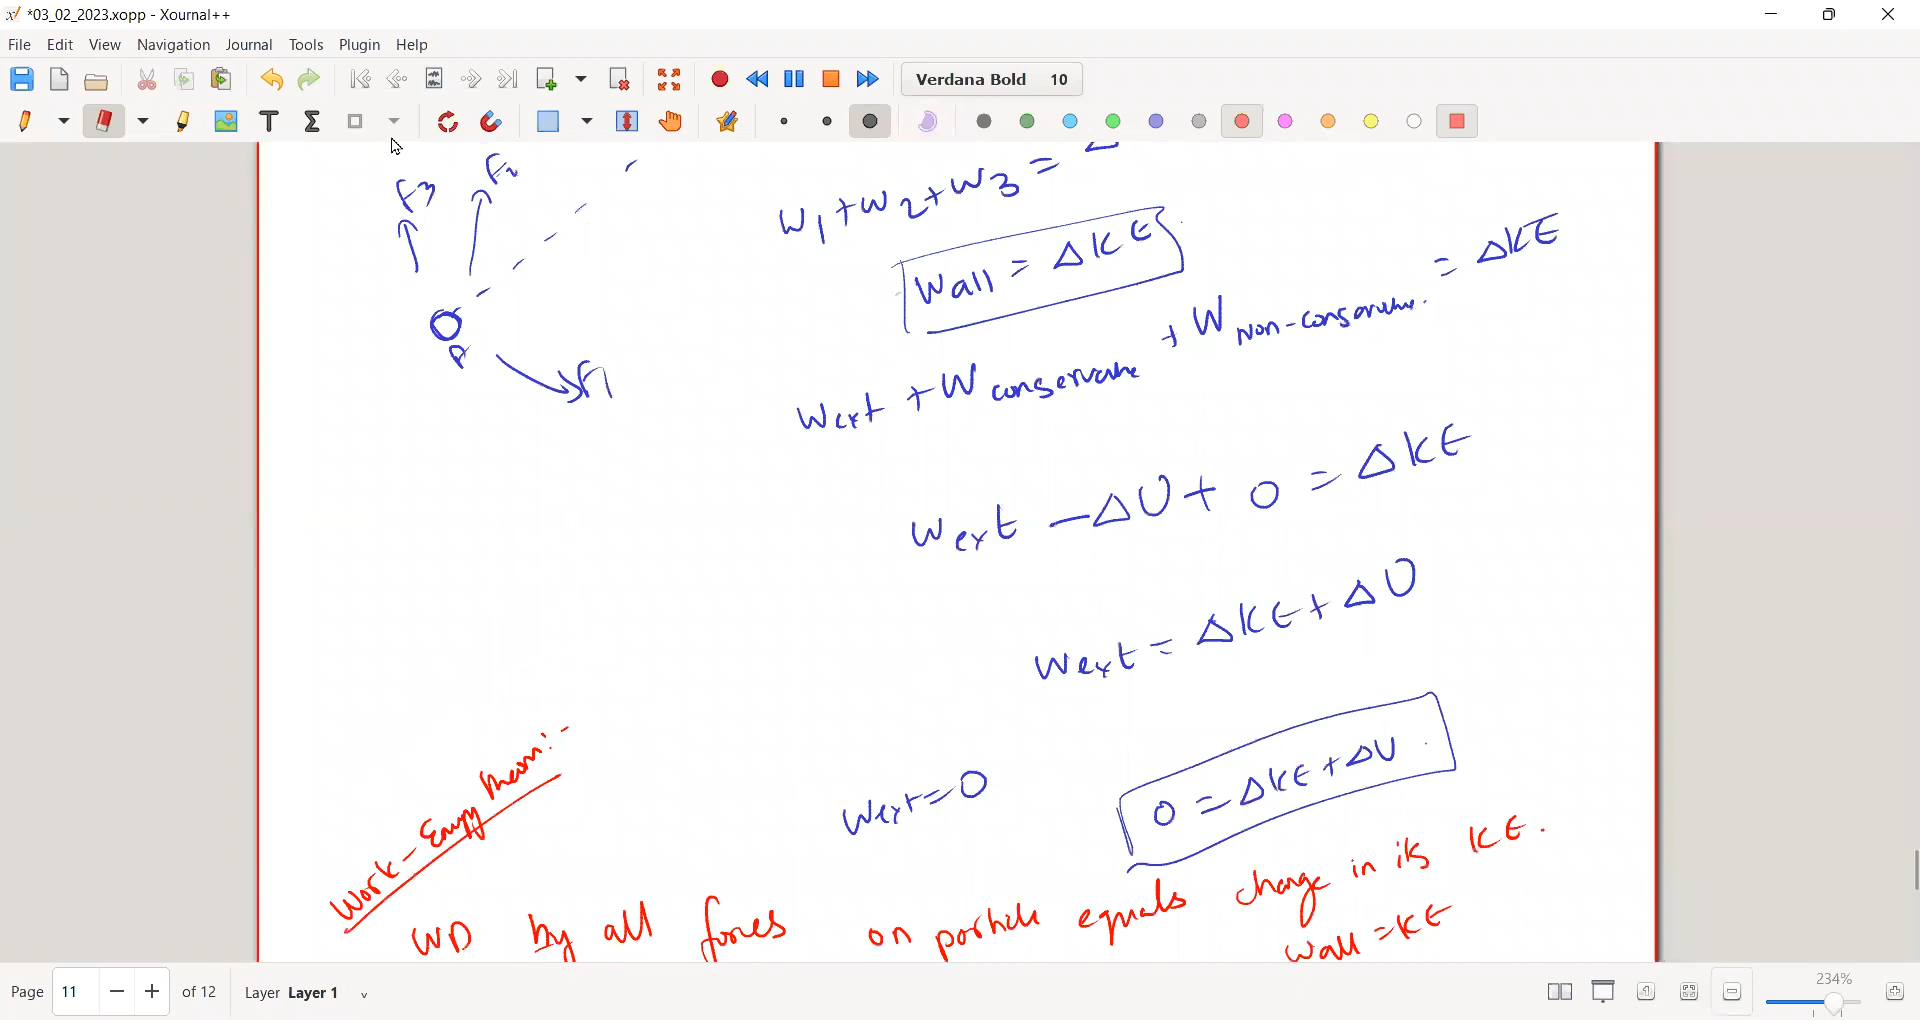 *03_02_2023.xopp - Xournal++
File Edit View Navigation Journal Tools Plugin Help
Verdana Bold 10
F3 F2
W1+W2+W3 = Δ
Wall = ΔKE
P
F1
Wext + Wconservative + WNon-conservative = ΔKE
Wext - ΔU + 0 = ΔKE
Wext = ΔKE + ΔU
Wext = 0
0 = ΔKE + ΔU
Work - Energy Theorem:-
WD by all forces on particle equals change in its KE.
Wall = KE
Page 11 of 12 Layer Layer 1
234%